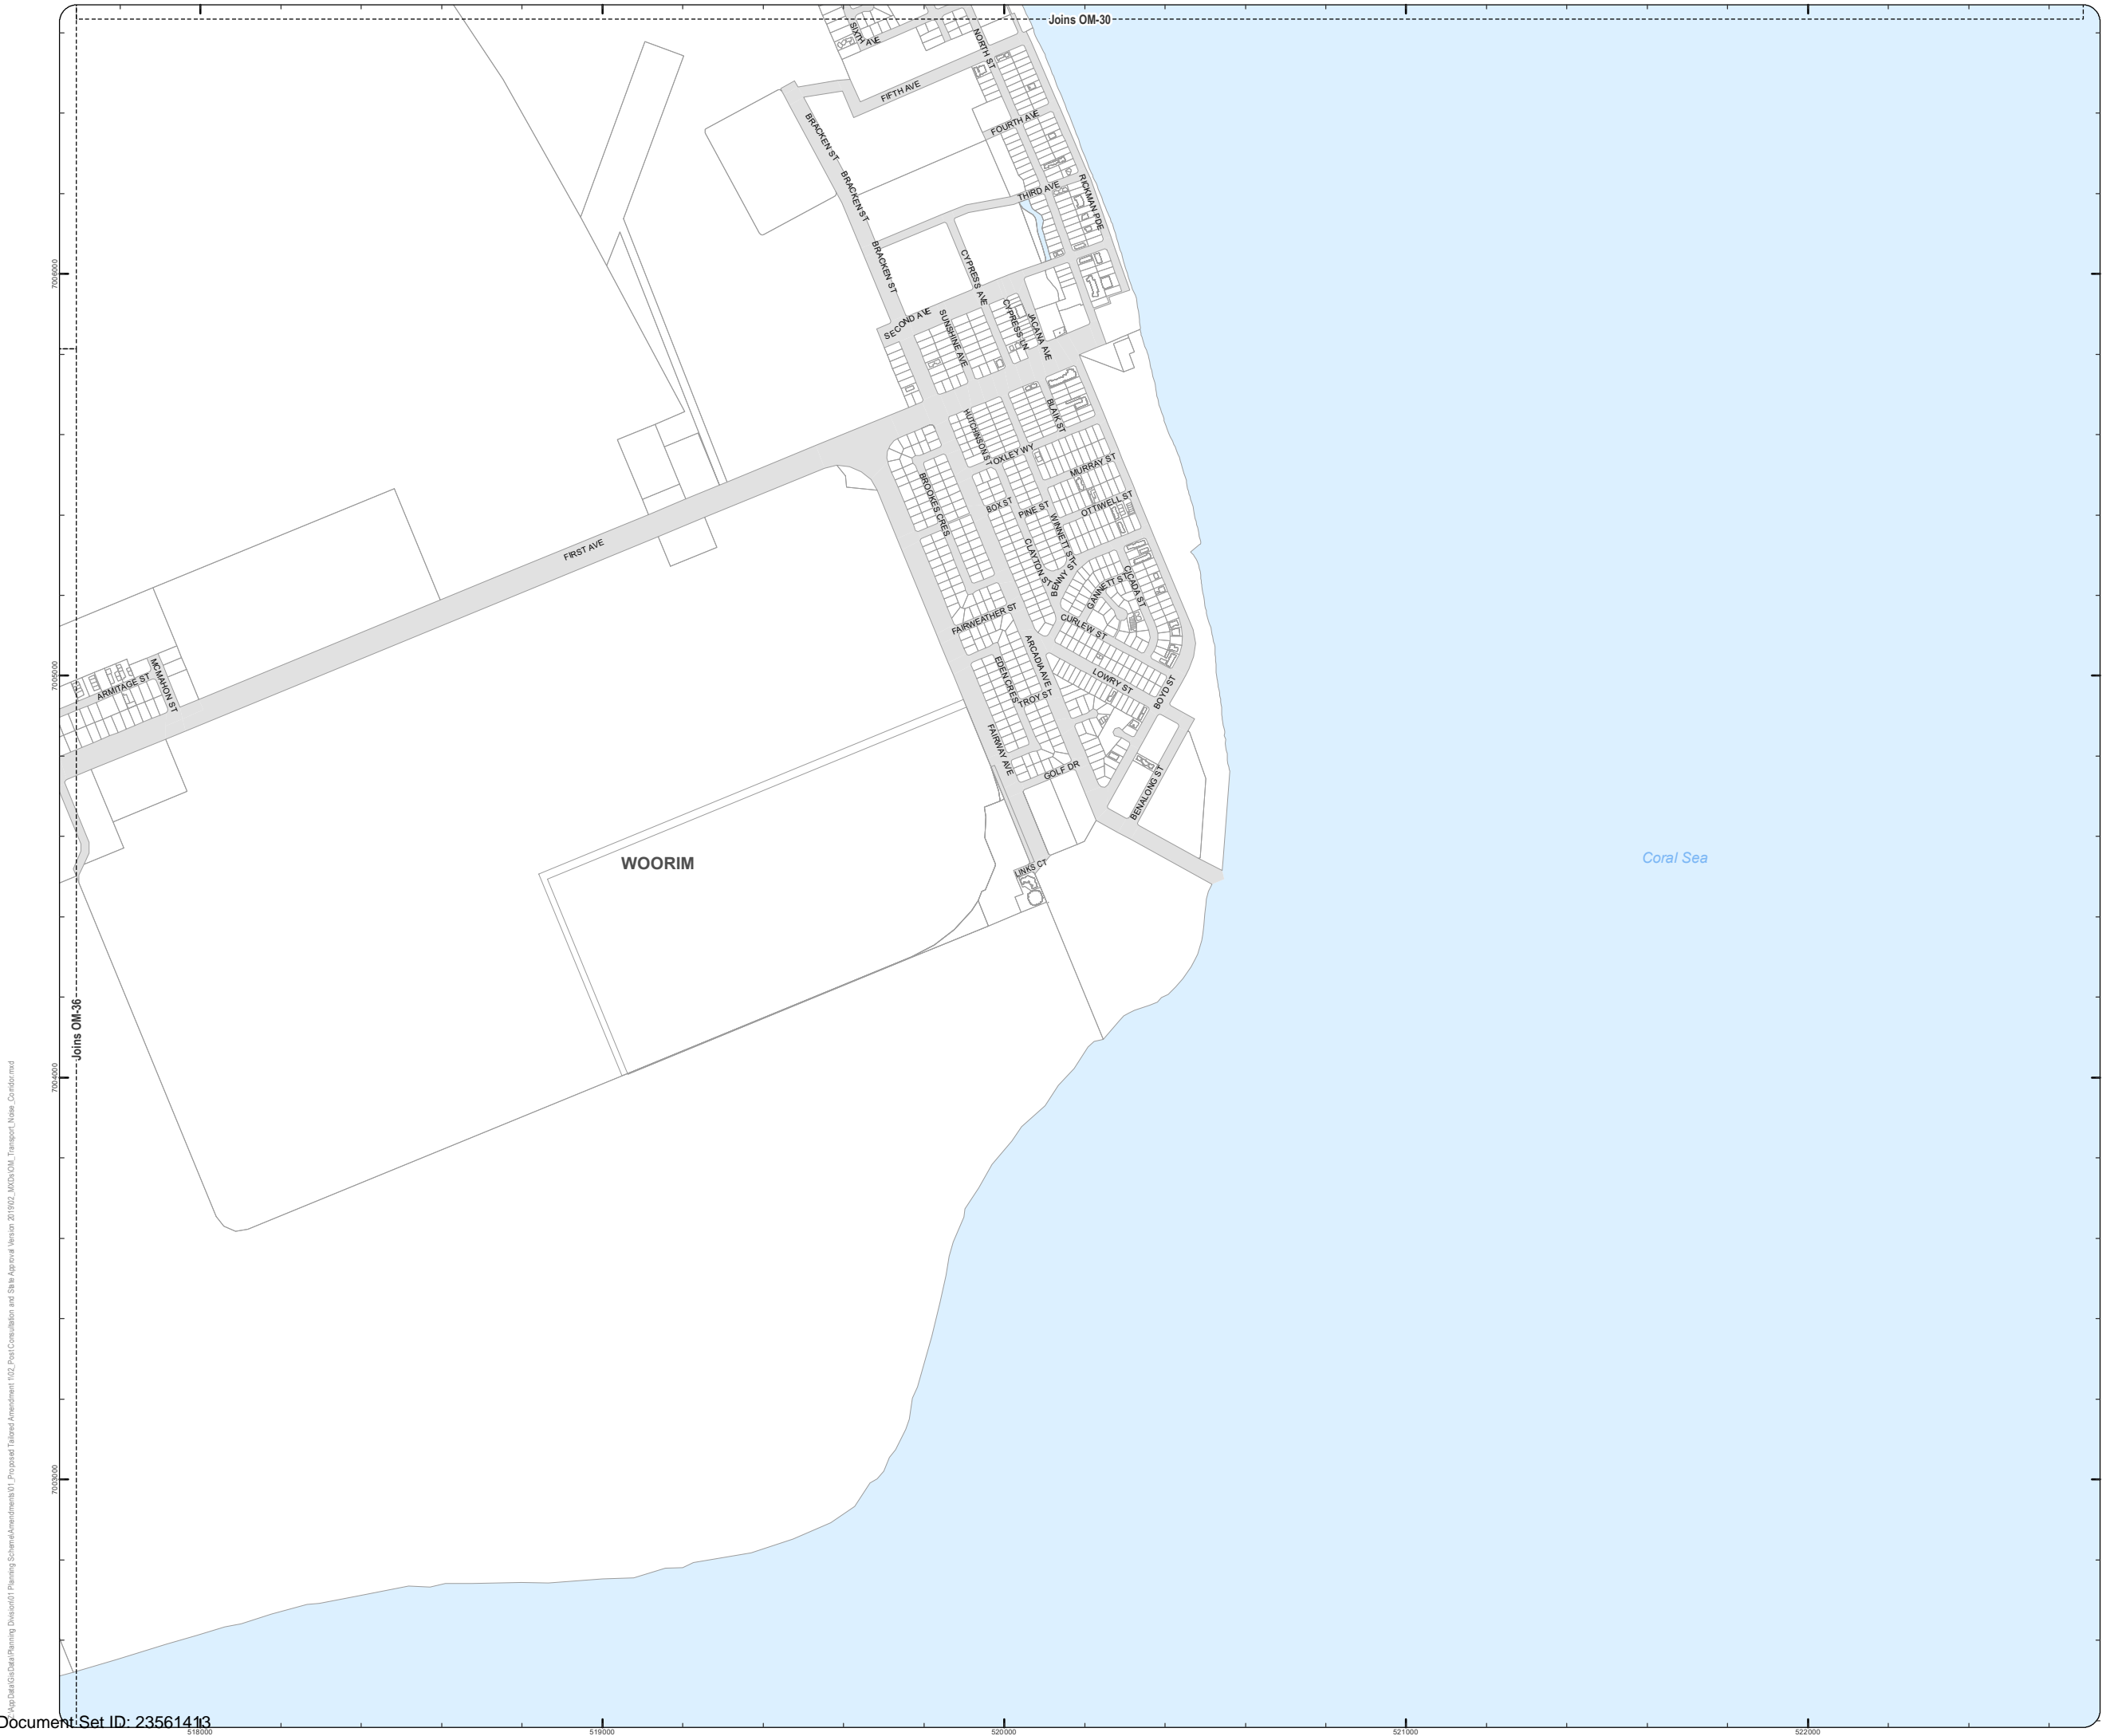 Joins OM-30
SIXTH AVE
NORTH ST
FIFTH AVE
BRACKEN ST
FOURTH AVE
BRACKEN ST
THIRD AVE
RICKMAN PDE
BRACKEN ST
CYPRESS AVE
7006000
SECOND AVE
SUNSHINE AVE
CYPRESS LN
JACANA AVE
BLAIK ST
HUTCHINSON ST
TOXLEY WY
MURRAY ST
BROOKES CRES
BOX ST
PINE ST
OTTIWELL ST
WINNETT ST
FIRST AVE
CLAYTON ST
BENNY ST
GANNETT ST
CICADA ST
FAIRWEATHER ST
CURLEW ST
ARCADIA AVE
7005000
ARMITAGE ST
MCMAHON ST
EDEN CRES
TROY ST
LOWRY ST
BOYD ST
FAIRWAY AVE
GOLF DR
BENALONG ST
WOORIM
LINKS CT
Coral Sea
Joins OM-36
7004000
7003000
Document Set ID: 23561413
518000
519000
520000
521000
522000